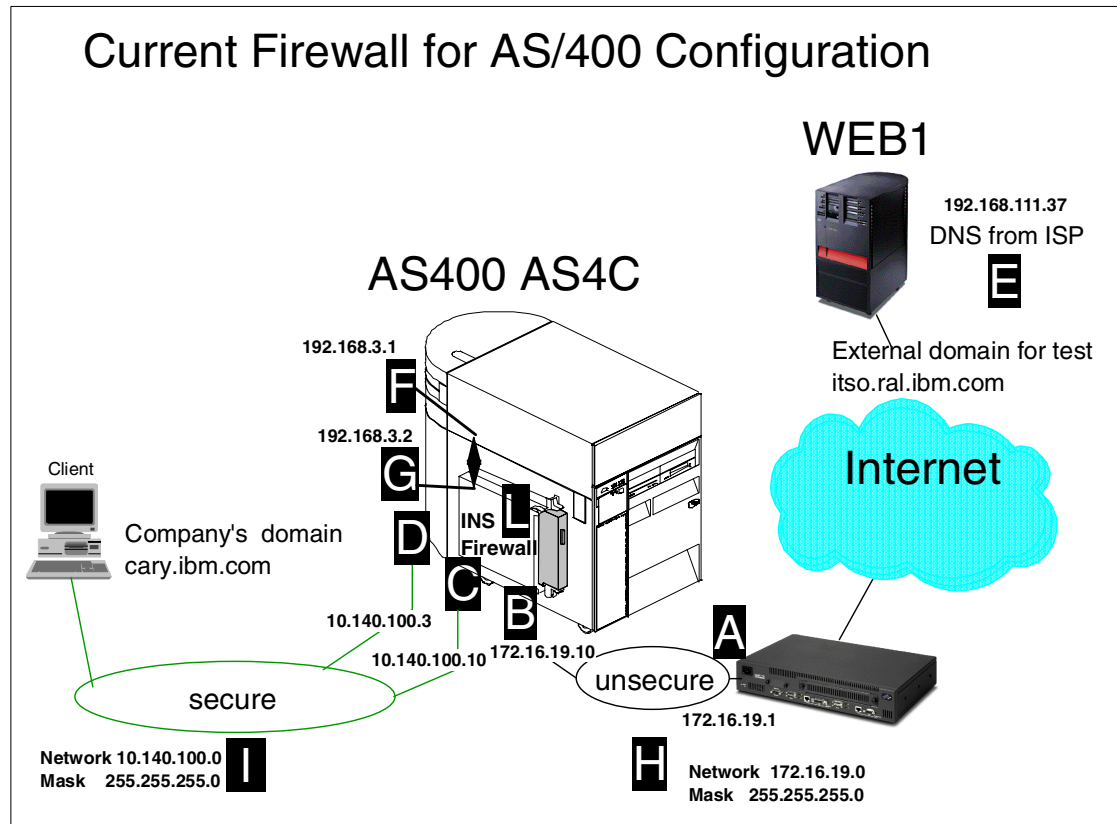 Current Firewall for AS/400 Configuration
WEB1
192.168.111.37
DNS from ISP
E
AS400 AS4C
External domain for test
itso.ral.ibm.com
192.168.3.1
F
192.168.3.2
G
Internet
Client
Company's domain
cary.ibm.com
INS
Firewall
L
D
C
B
A
10.140.100.3
10.140.100.10
172.16.19.10
secure
unsecure
172.16.19.1
Network 10.140.100.0
Mask 255.255.255.0
I
H
Network 172.16.19.0
Mask 255.255.255.0